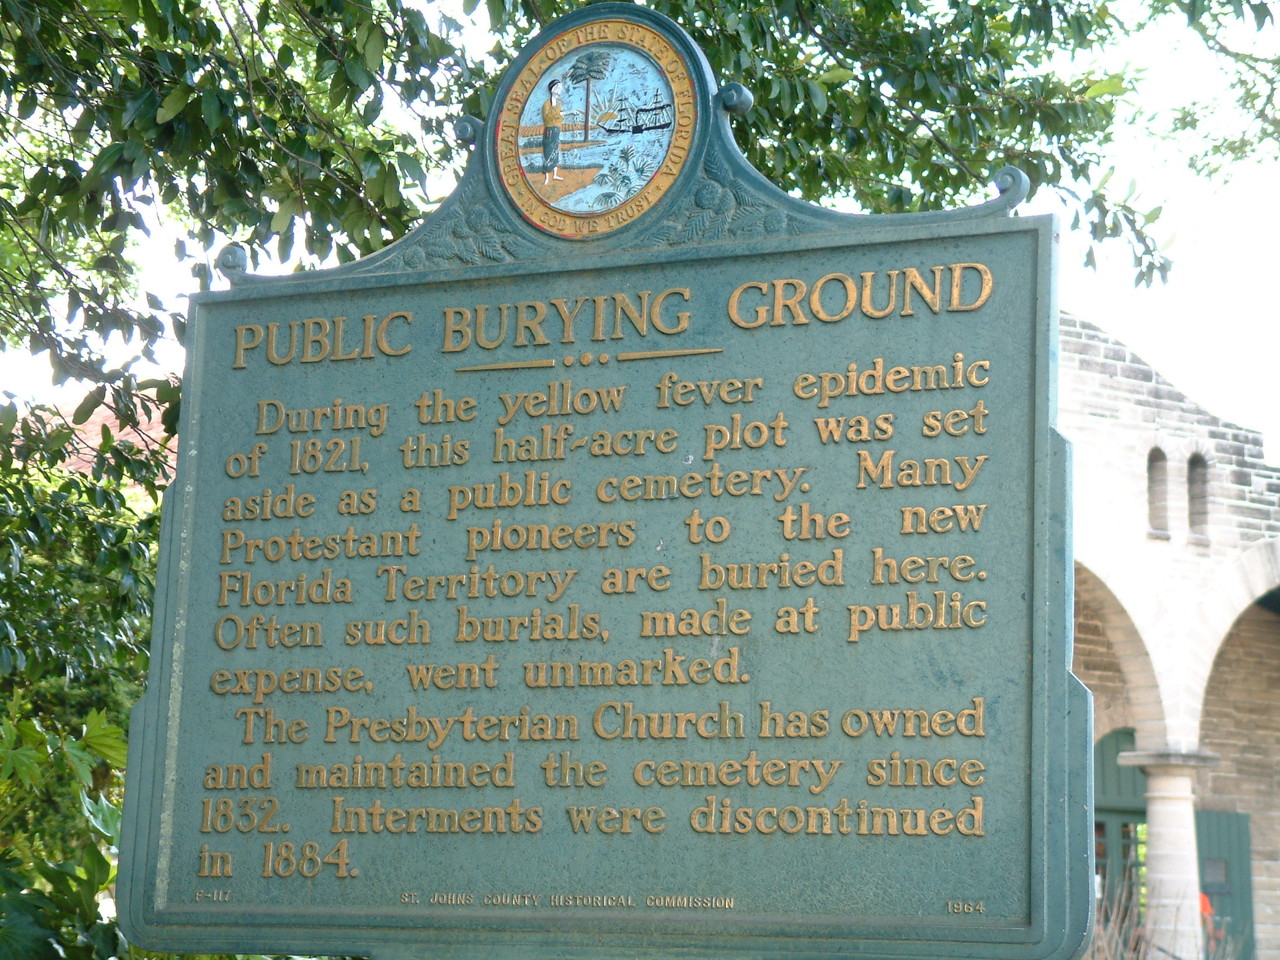 GREAT SEAL OF THE STATE OF FLORIDA
IN GOD WE TRUST
PUBLIC BURYING GROUND
During the yellow fever epidemic
of 1821, this half-acre plot was set
aside as a public cemetery. Many
Protestant pioneers to the new
Florida Territory are buried here.
Often such burials, made at public
expense, went unmarked.
The Presbyterian Church has owned
and maintained the cemetery since
1832. Interments were discontinued
in 1884.
F-117 ST. JOHNS COUNTY HISTORICAL COMMISSION 1964